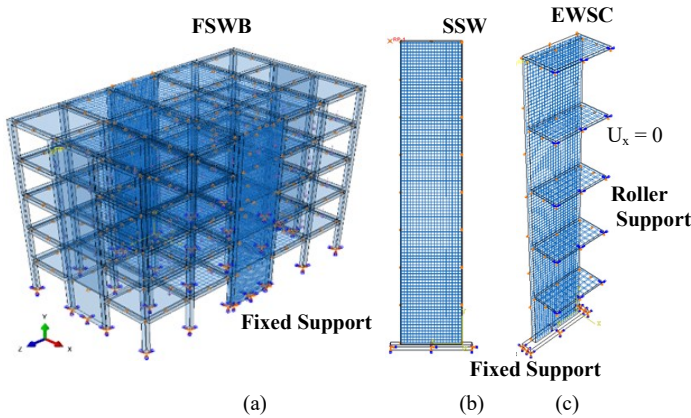 FSWB
SSW
EWSC
Uₓ = 0
Roller
Support
Fixed Support
Fixed Support
Y
Z
X
(a)
(b)
(c)